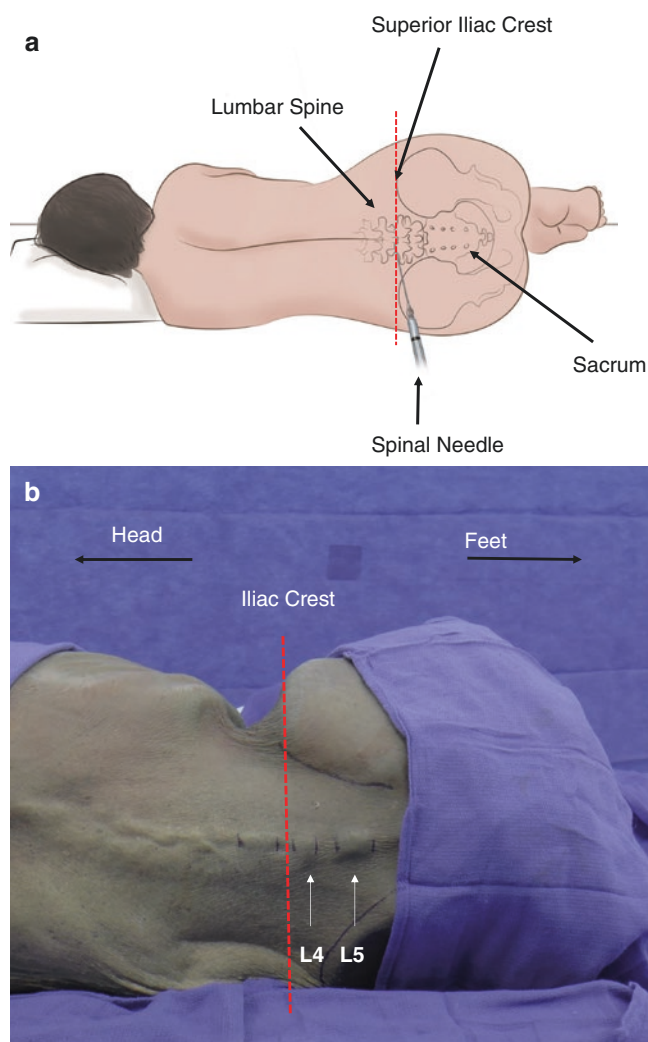 a
Superior Iliac Crest
Lumbar Spine
Sacrum
Spinal Needle
b
Head
Feet
Iliac Crest
L4 L5